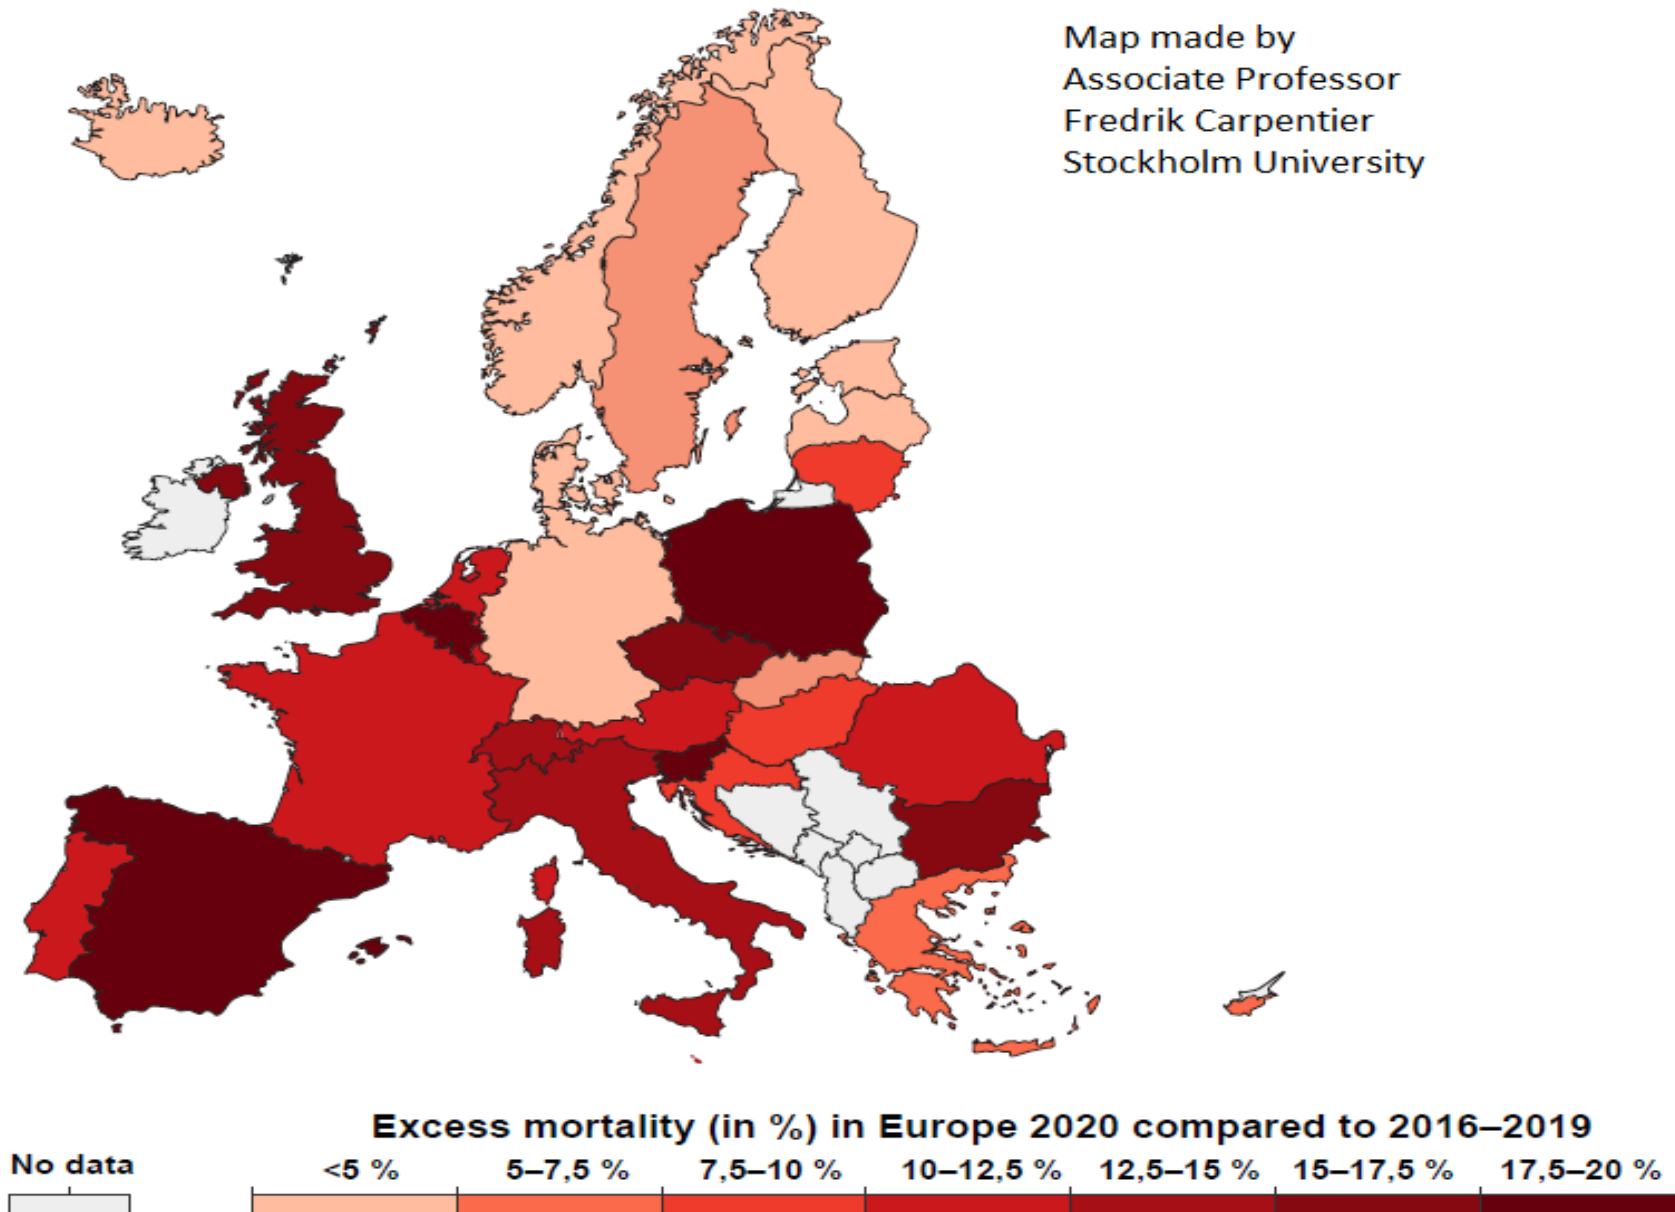 Map made by
Associate Professor
Fredrik Carpentier
Stockholm University
Excess mortality (in %) in Europe 2020 compared to 2016–2019
No data
<5 %
5–7,5 %
7,5–10 %
10–12,5 %
12,5–15 %
15–17,5 %
17,5–20 %